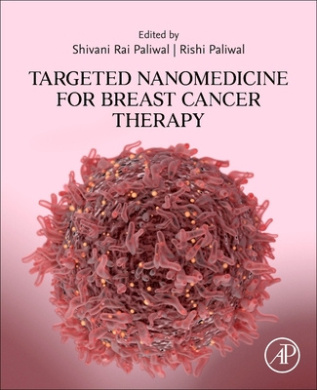 Edited by
Shivani Rai Paliwal | Rishi Paliwal
TARGETED NANOMEDICINE
FOR BREAST CANCER
THERAPY
AP